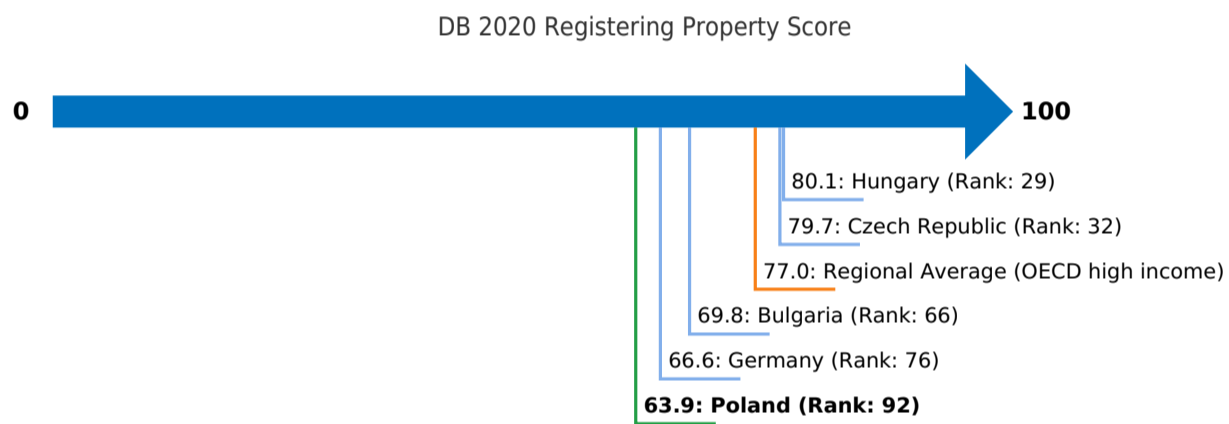 DB 2020 Registering Property Score
0
100
80.1: Hungary (Rank: 29)
79.7: Czech Republic (Rank: 32)
77.0: Regional Average (OECD high income)
69.8: Bulgaria (Rank: 66)
66.6: Germany (Rank: 76)
63.9: Poland (Rank: 92)